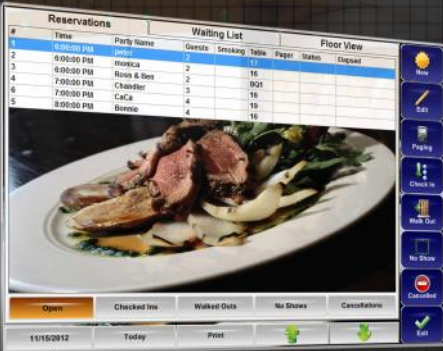 Reservations
Waiting List
Floor View
# Time Party Name Guests Smoking Table Pager Status Elapsed
1 6:00:00 PM peter 2 17
2 6:00:00 PM monica 2 16
3 6:00:00 PM Ross & Ben 2 BQ1
4 7:00:00 PM Chandler 3 16
6 7:00:00 PM CaCa 4 19
5 8:00:00 PM Bonnie 4 16
New
Edit
Paging
Check In
Walk Out
No Show
Cancelled
Exit
Open
Checked Ins
Walked Outs
No Shows
Cancellations
11/15/2012
Today
Print